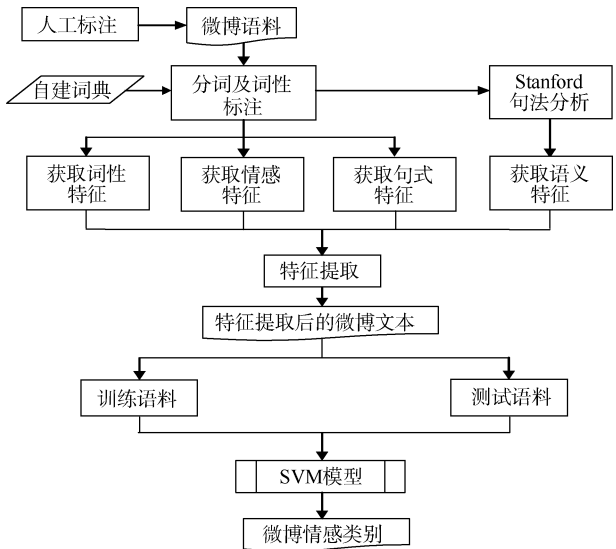 人工标注
微博语料
自建词典
分词及词性
标注
Stanford
句法分析
获取词性
特征
获取情感
特征
获取句式
特征
获取语义
特征
特征提取
特征提取后的微博文本
训练语料
测试语料
SVM模型
微博情感类别